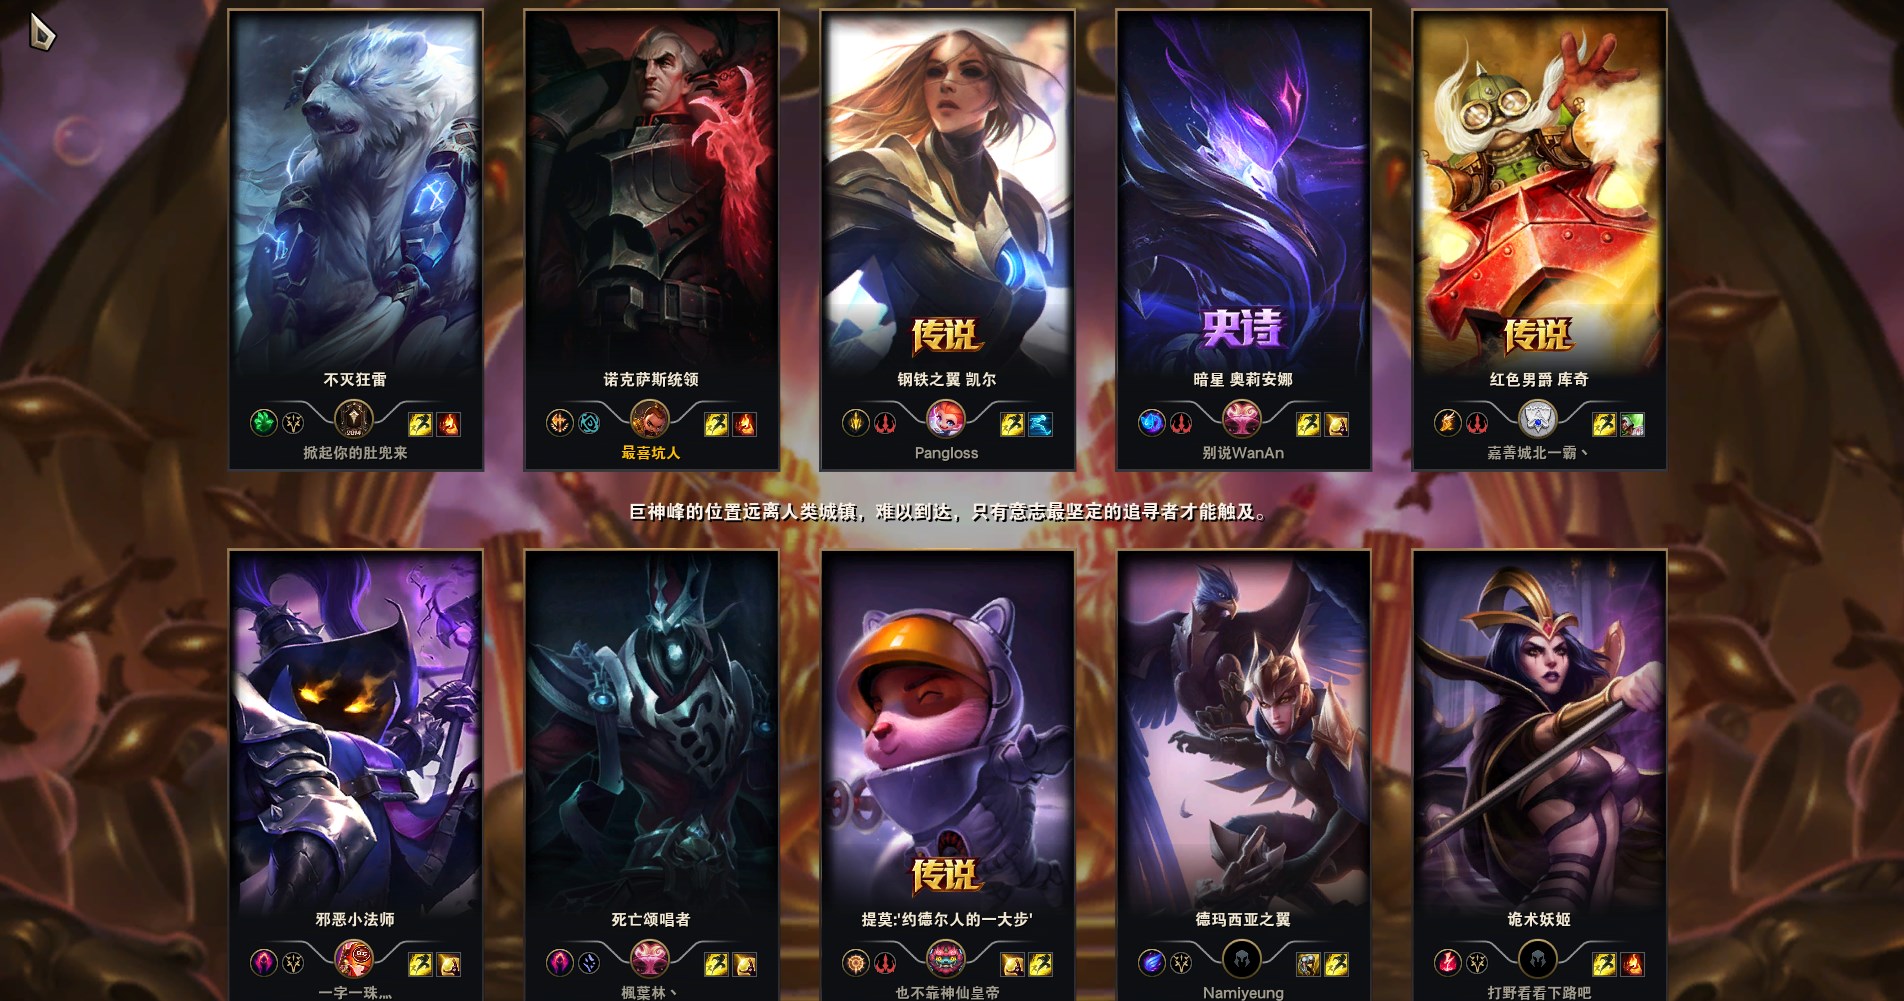 传说
史诗
传说
不灭狂雷
诺克萨斯统领
钢铁之翼 凯尔
暗星 奥莉安娜
红色男爵 库奇
2014
掀起你的肚兜来
最喜坑人
Pangloss
别说WanAn
嘉善城北一霸丶
巨神峰的位置远离人类城镇，难以到达，只有意志最坚定的追寻者才能触及。
传说
邪恶小法师
死亡颂唱者
提莫:'约德尔人的一大步'
德玛西亚之翼
诡术妖姬
一字一珠灬
楓葉林丶
也不靠神仙皇帝
Namiyeung
打野看看下路吧